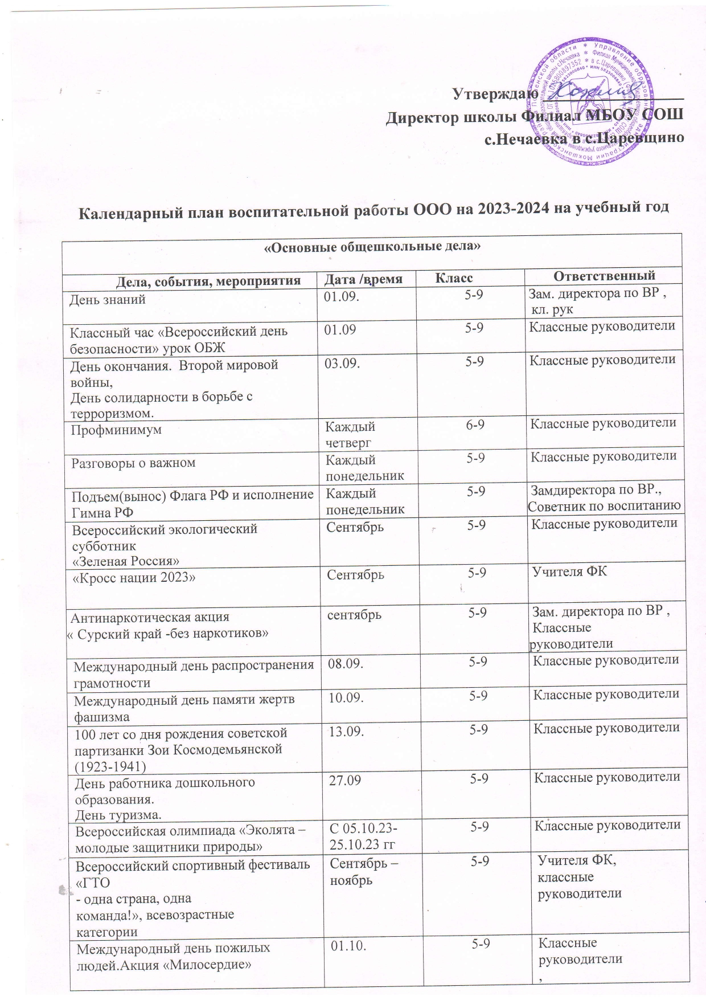 Утверждаю
Директор школы Филиал МБОУ СОШ
с.Нечаевка в с.Царевщино
Календарный план воспитательной работы ООО на 2023-2024 на учебный год
«Основные общешкольные дела»
Дела, события, мероприятия Дата /время Класс Ответственный
День знаний 01.09. 5-9 Зам. директора по ВР ,
кл. рук
Классный час «Всероссийский день 01.09 5-9 Классные руководители
безопасности» урок ОБЖ
День окончания. Второй мировой 03.09. 5-9 Классные руководители
войны,
День солидарности в борьбе с
терроризмом.
Профминимум Каждый 6-9 Классные руководители
четверг
Разговоры о важном Каждый 5-9 Классные руководители
понедельник
Подъем(вынос) Флага РФ и исполнение Каждый 5-9 Замдиректора по ВР.,
Гимна РФ понедельник Советник по воспитанию
Всероссийский экологический Сентябрь 5-9 Классные руководители
субботник
«Зеленая Россия»
«Кросс нации 2023» Сентябрь 5-9 Учителя ФК
Антинаркотическая акция сентябрь 5-9 Зам. директора по ВР ,
« Сурский край -без наркотиков» Классные
руководители
Международный день распространения 08.09. 5-9 Классные руководители
грамотности
Международный день памяти жертв 10.09. 5-9 Классные руководители
фашизма
100 лет со дня рождения советской 13.09. 5-9 Классные руководители
партизанки Зои Космодемьянской
(1923-1941)
День работника дошкольного 27.09 5-9 Классные руководители
образования.
День туризма.
Всероссийская олимпиада «Эколята – С 05.10.23- 5-9 Классные руководители
молодые защитники природы» 25.10.23 гг
Всероссийский спортивный фестиваль Сентябрь – 5-9 Учителя ФК,
«ГТО ноябрь классные
- одна страна, одна руководители
команда!», всевозрастные
категории
Международный день пожилых 01.10. 5-9 Классные
людей.Акция «Милосердие» руководители
,